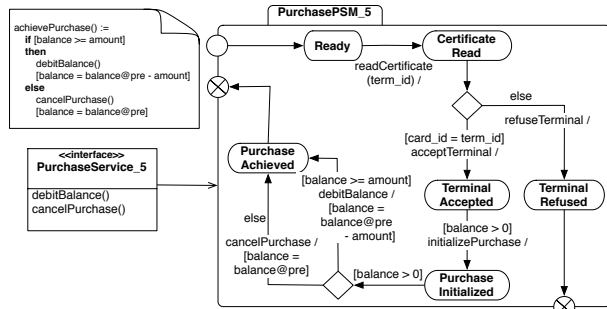 achievePurchase() :=
if [balance >= amount]
then
debitBalance()
[balance = balance@pre - amount]
else
cancelPurchase()
[balance = balance@pre]
<<interface>>
PurchaseService_5
debitBalance()
cancelPurchase()
PurchasePSM_5
Ready
Certificate
Read
readCertificate
(term_id) /
else
refuseTerminal /
[card_id = term_id]
acceptTerminal /
Purchase
Achieved
[balance >= amount]
debitBalance /
[balance =
balance@pre
- amount]
Terminal
Accepted
Terminal
Refused
else
cancelPurchase /
[balance =
balance@pre]
[balance > 0]
initializePurchase /
[balance > 0]
Purchase
Initialized